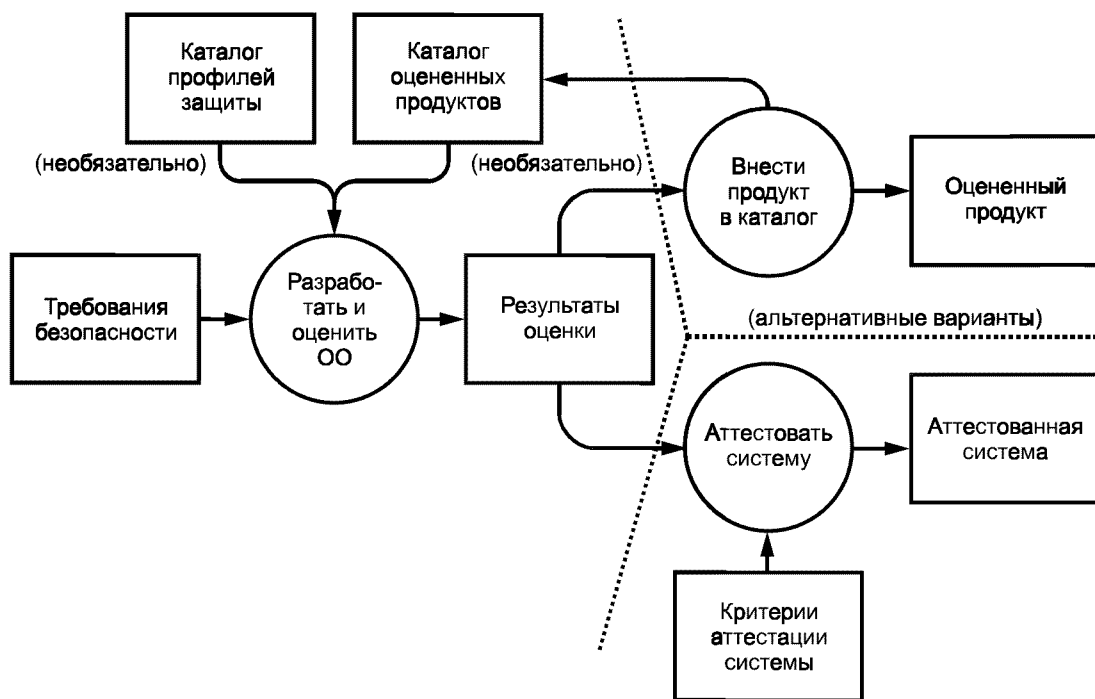 Каталог
профилей
защиты
Каталог
оцененных
продуктов
(необязательно)
(необязательно)
Внести
продукт
в каталог
Оцененный
продукт
Требования
безопасности
Разрабо-
тать и
оценить
ОО
Результаты
оценки
(альтернативные варианты)
Аттестовать
систему
Аттестованная
система
Критерии
аттестации
системы